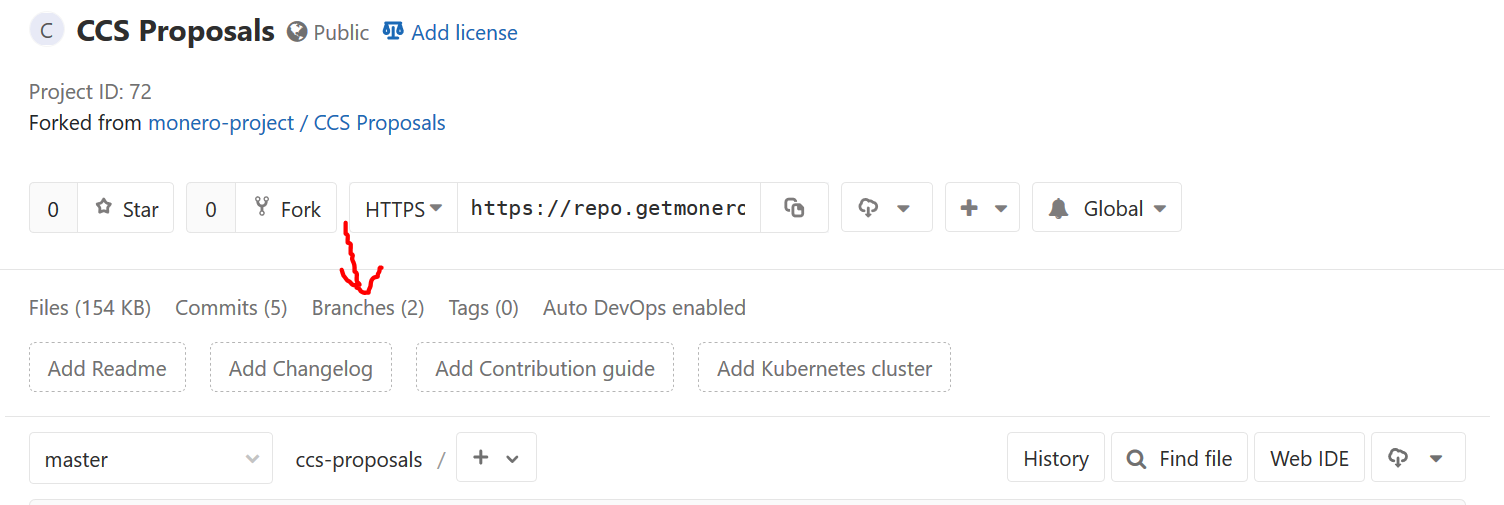 C CCS Proposals Public Add license
Project ID: 72
Forked from monero-project / CCS Proposals
0 Star 0 Fork HTTPS https://repo.getmonero Global
Files (154 KB) Commits (5) Branches (2) Tags (0) Auto DevOps enabled
Add Readme Add Changelog Add Contribution guide Add Kubernetes cluster
master ccs-proposals / History Find file Web IDE